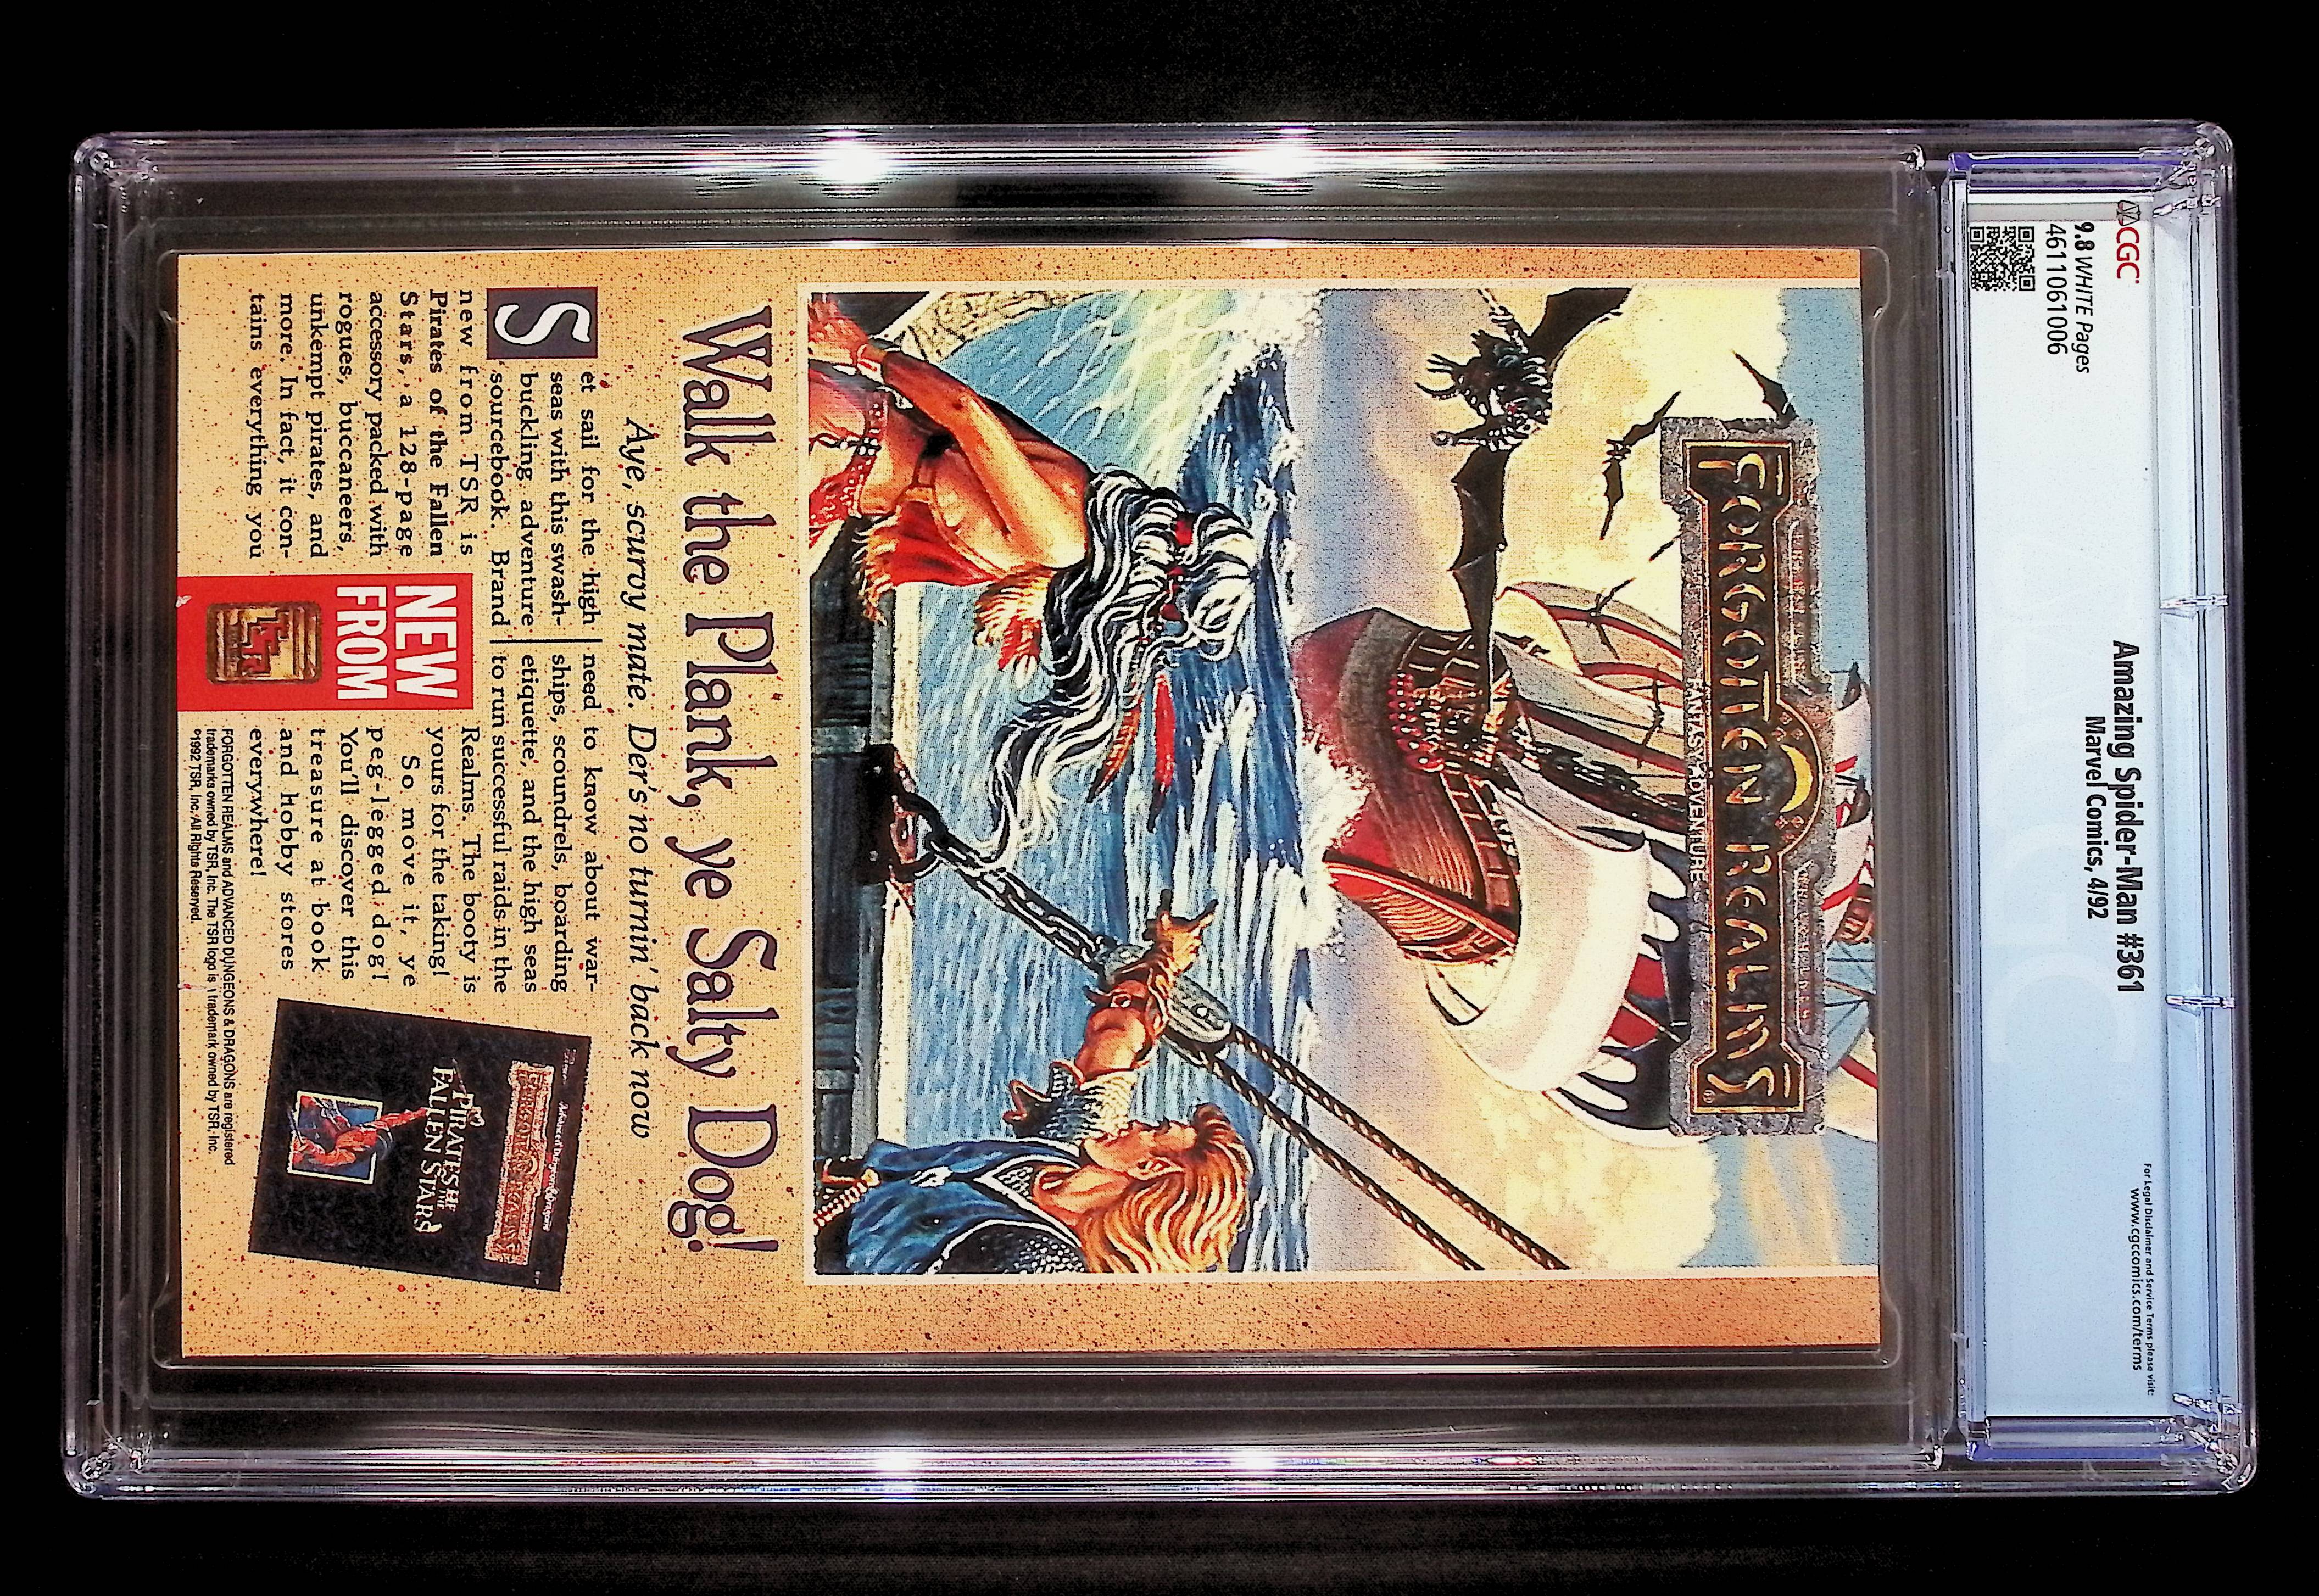 CGC
9.8 WHITE Pages
4611061006
Amazing Spider-Man #361
Marvel Comics, 4/92
For Legal Disclaimer and Service Terms please visit:
www.cgccomics.com/terms
FORGOTTEN REALMS®
FANTASY ADVENTURE
Walk the Plank, ye Salty Dog!
Aye, scurvy mate. Der's no turnin' back now
Set sail for the high
seas with this swash-
buckling adventure
sourcebook. Brand
new from TSR is
Pirates of the Fallen
Stars, a 128-page
accessory packed with
rogues, buccaneers,
unkempt pirates, and
more. In fact, it con-
tains everything you
need to know about war-
ships, scoundrels, boarding
etiquette, and the high seas
to run successful raids in the
Realms. The booty is
yours for the taking!
So move it, ye
peg-legged dog!
You'll discover this
treasure at book
and hobby stores
everywhere!
NEW
FROM
TSR
FORGOTTEN REALMS and ADVANCED DUNGEONS & DRAGONS are registered
trademarks owned by TSR, Inc. The TSR logo is a trademark owned by TSR, Inc.
©1992 TSR, Inc. All Rights Reserved.
Advanced Dungeons & Dragons
FORGOTTEN REALMS
PIRATES OF
THE
FALLEN STARS